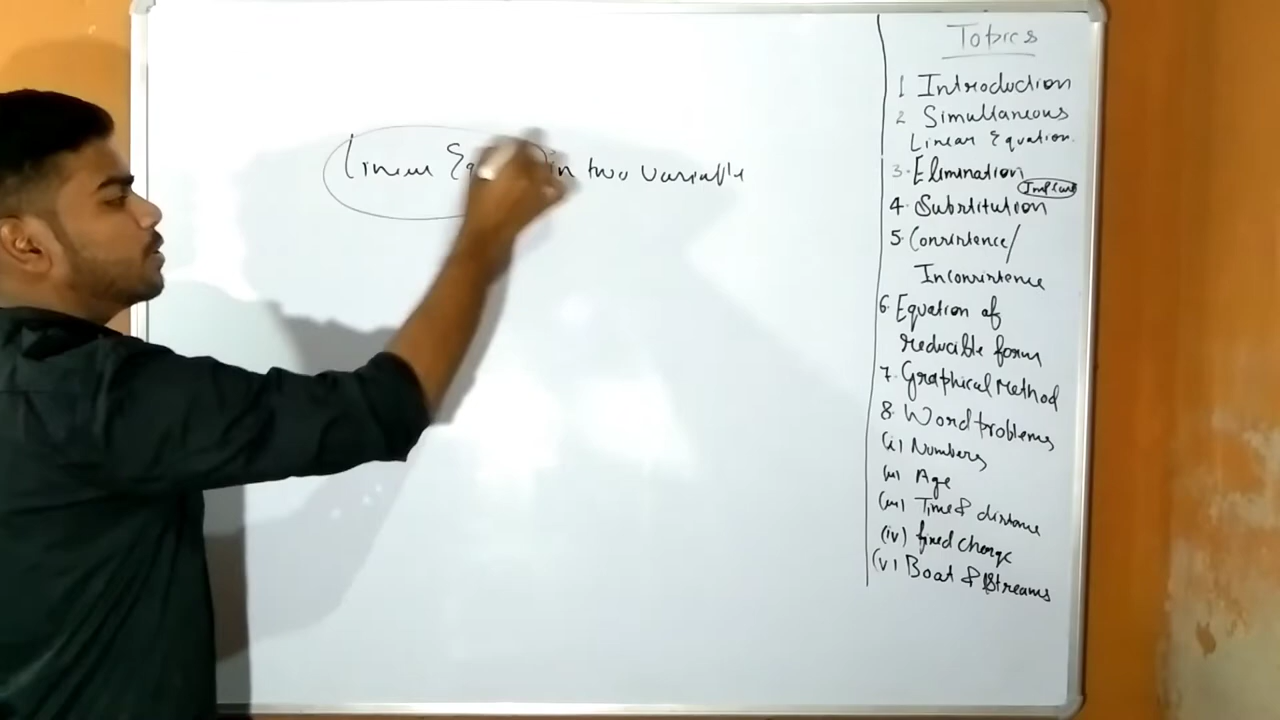 Linear in two variable
Topics
1 Introduction
2 Simultaneous
Linear Equation.
3. Elimination
4. Substitution
5. Consistence/
Inconsistence
6. Equation of
reducible form
7. Graphical Method
8. Word problems
(i) Numbers
(ii) Age
(iii) Time & distance
(iv) fixed charge
(v) Boat & Streams